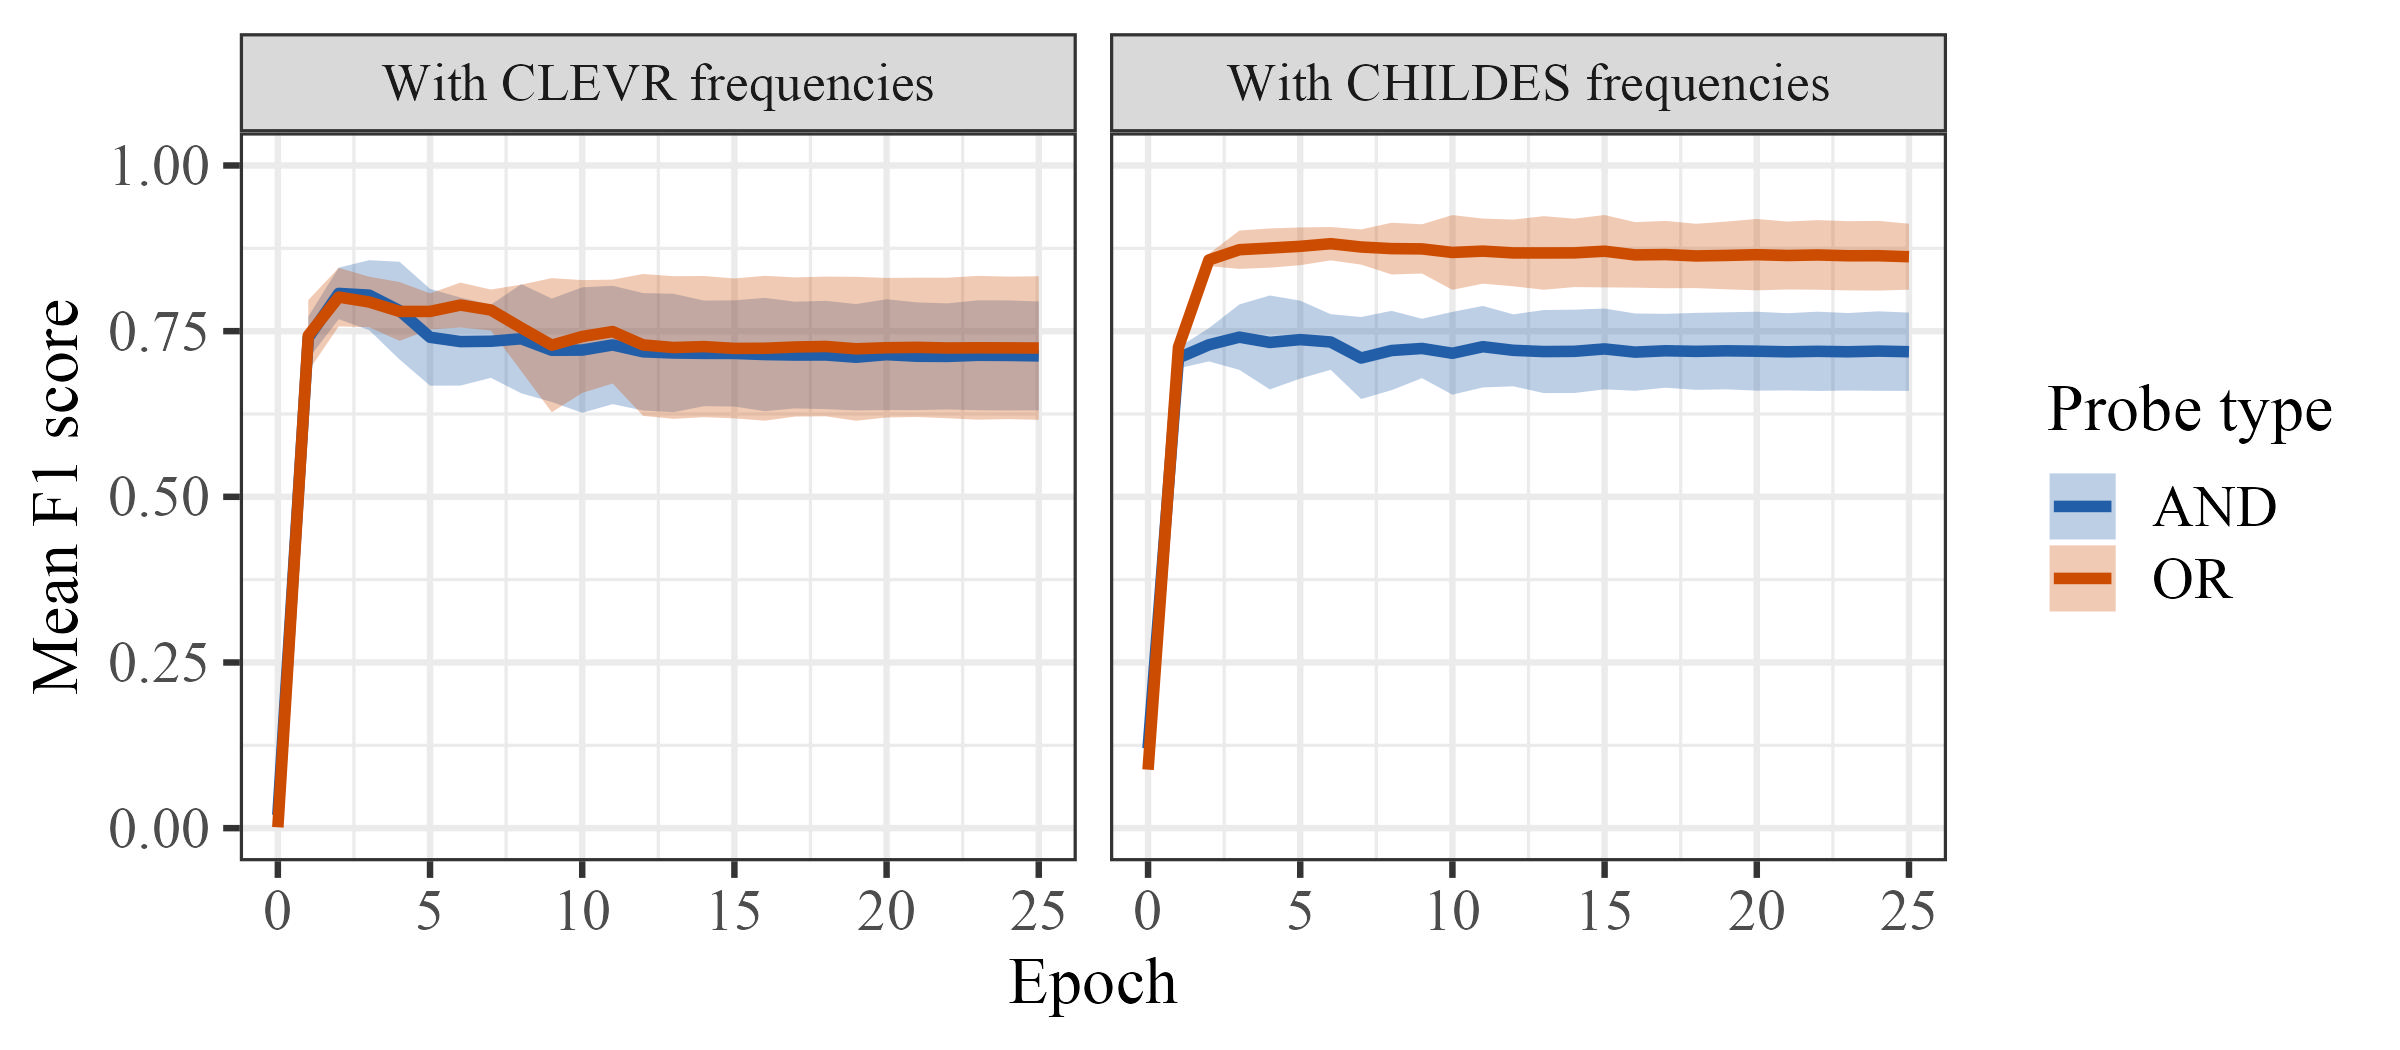 With CLEVR frequencies
With CHILDES frequencies
Mean F1 score
1.00
0.75
0.50
0.25
0.00
0 5 10 15 20 25
0 5 10 15 20 25
Epoch
Probe type
AND
OR